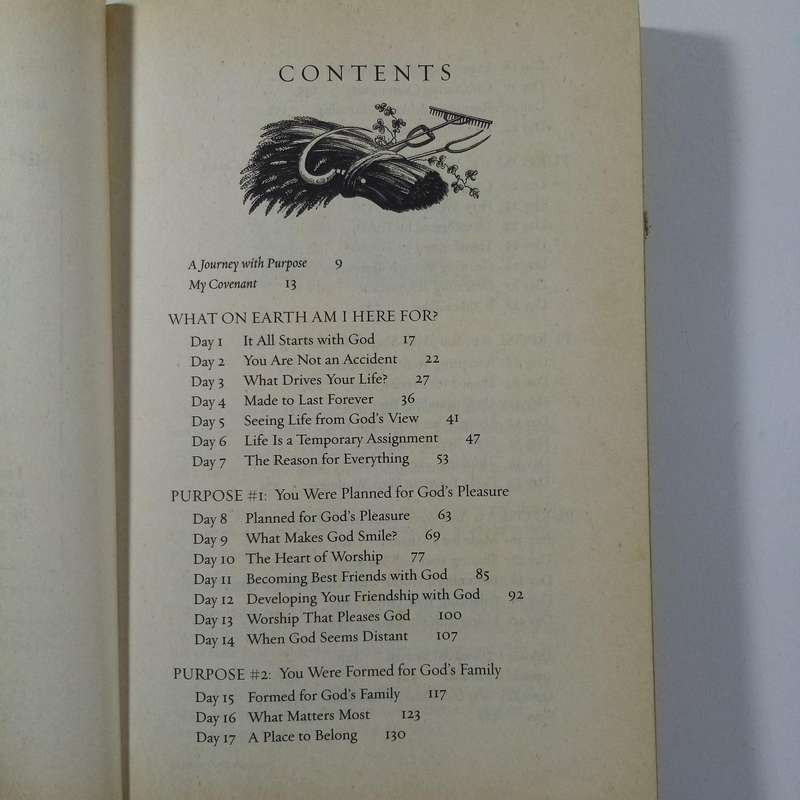 CONTENTS
A Journey with Purpose 9
My Covenant 13
WHAT ON EARTH AM I HERE FOR?
Day 1 It All Starts with God 17
Day 2 You Are Not an Accident 22
Day 3 What Drives Your Life? 27
Day 4 Made to Last Forever 36
Day 5 Seeing Life from God's View 41
Day 6 Life Is a Temporary Assignment 47
Day 7 The Reason for Everything 53
PURPOSE #1: You Were Planned for God's Pleasure
Day 8 Planned for God's Pleasure 63
Day 9 What Makes God Smile? 69
Day 10 The Heart of Worship 77
Day 11 Becoming Best Friends with God 85
Day 12 Developing Your Friendship with God 92
Day 13 Worship That Pleases God 100
Day 14 When God Seems Distant 107
PURPOSE #2: You Were Formed for God's Family
Day 15 Formed for God's Family 117
Day 16 What Matters Most 123
Day 17 A Place to Belong 130